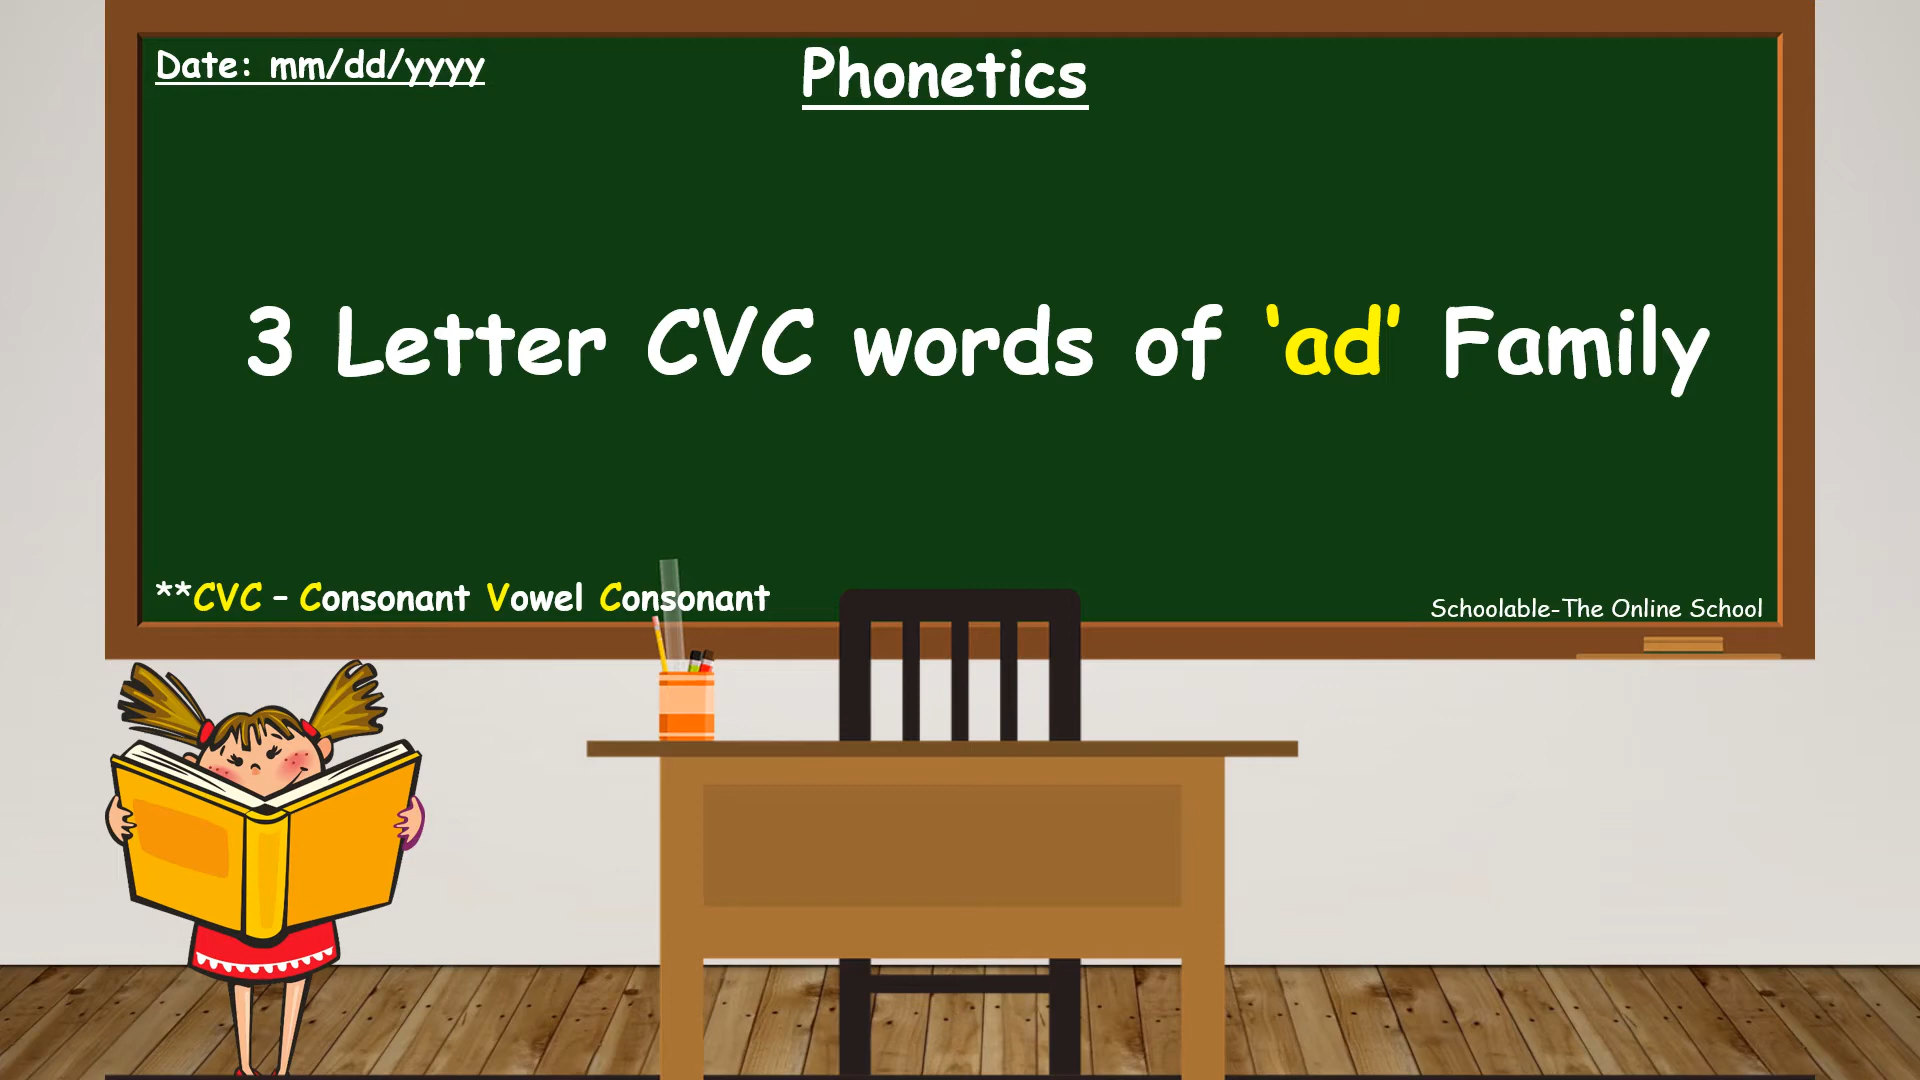 Date: mm/dd/yyyy
Phonetics
3 Letter CVC words of ‘ad’ Family
**CVC – Consonant Vowel Consonant
Schoolable-The Online School